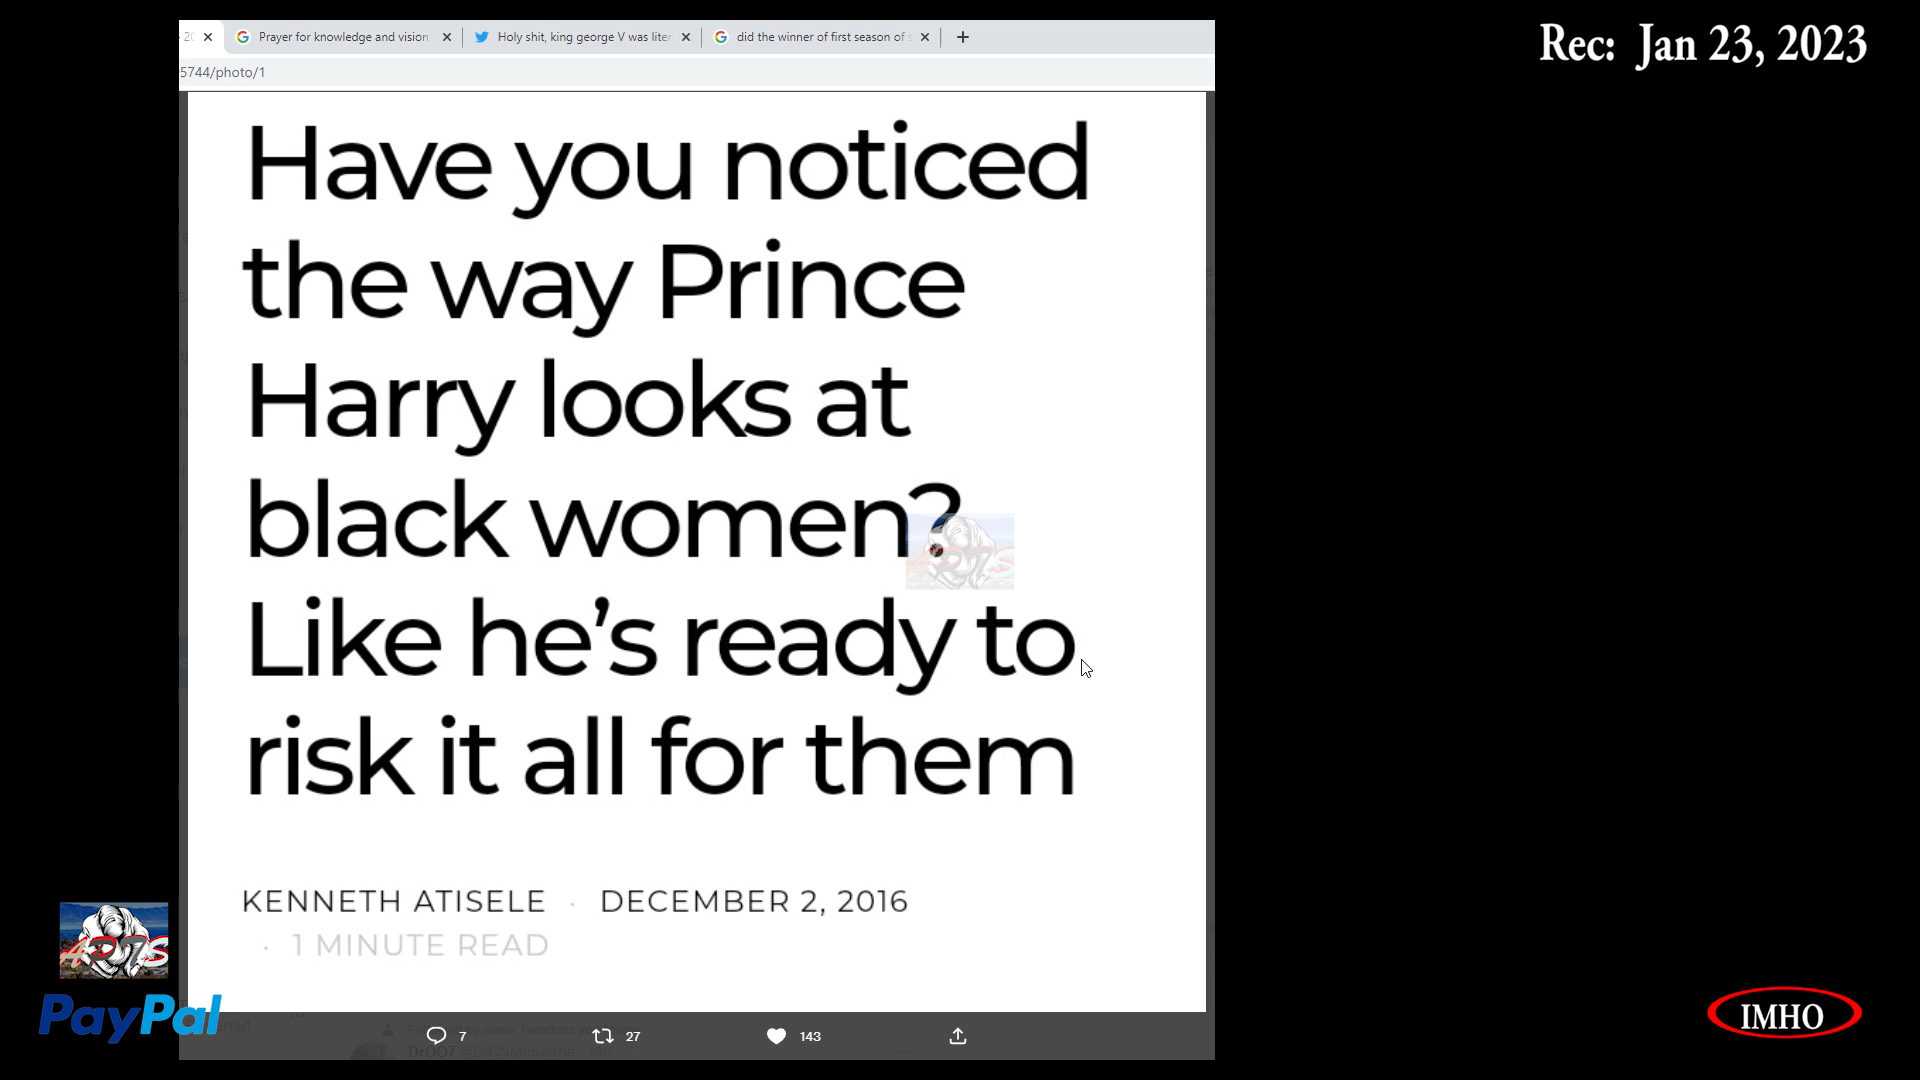 Rec: Jan 23, 2023
20
Prayer for knowledge and vision
Holy shit, king george V was liter
did the winner of first season of s
5744/photo/1
Have you noticed
the way Prince
Harry looks at
black women?
Like he's ready to
risk it all for them
KENNETH ATISELE · DECEMBER 2, 2016
· 1 MINUTE READ
7 27 143
PayPal
IMHO